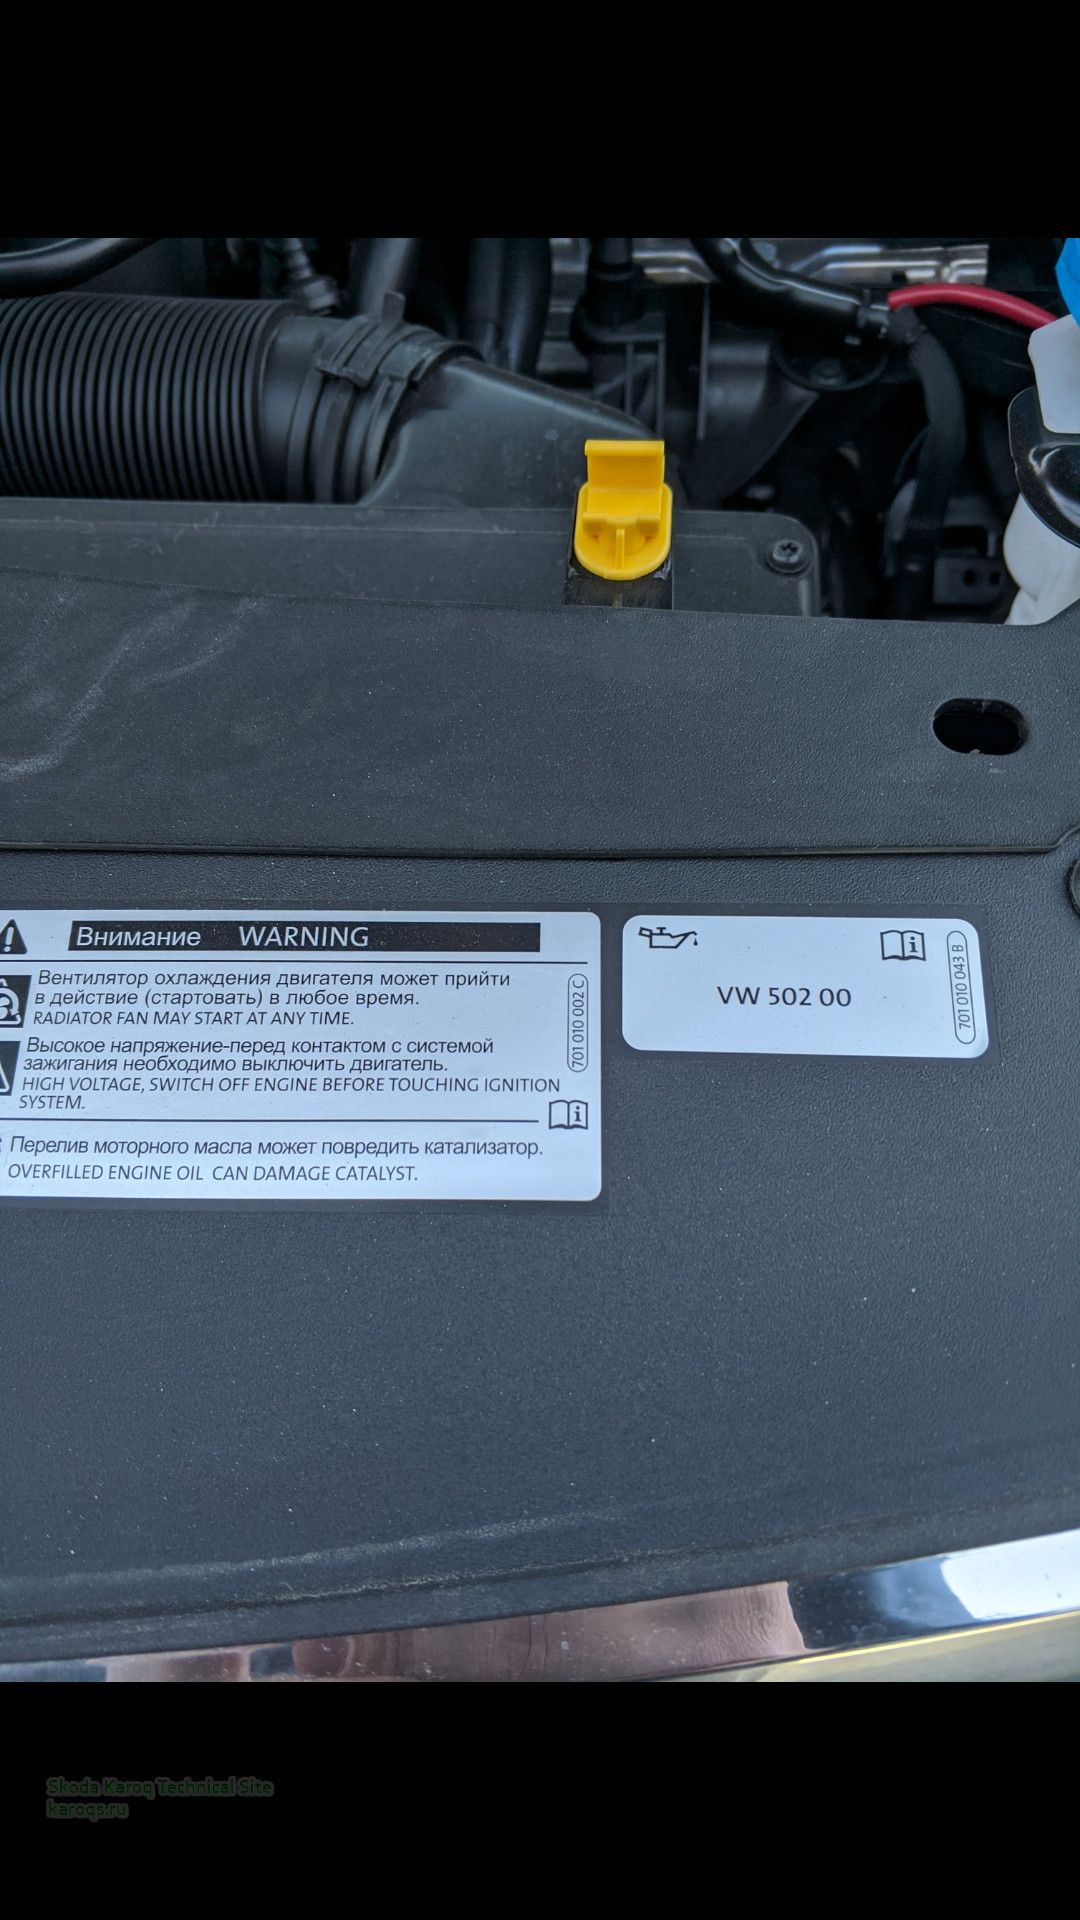 Внимание WARNING
Вентилятор охлаждения двигателя может прийти
в действие (стартовать) в любое время.
RADIATOR FAN MAY START AT ANY TIME.
Высокое напряжение-перед контактом с системой
зажигания необходимо выключить двигатель.
HIGH VOLTAGE, SWITCH OFF ENGINE BEFORE TOUCHING IGNITION
SYSTEM.
Перелив моторного масла может повредить катализатор.
OVERFILLED ENGINE OIL CAN DAMAGE CATALYST.
701 010 002 C
VW 502 00
701 010 043 B
Skoda Karoq Technical Site
karoqs.ru